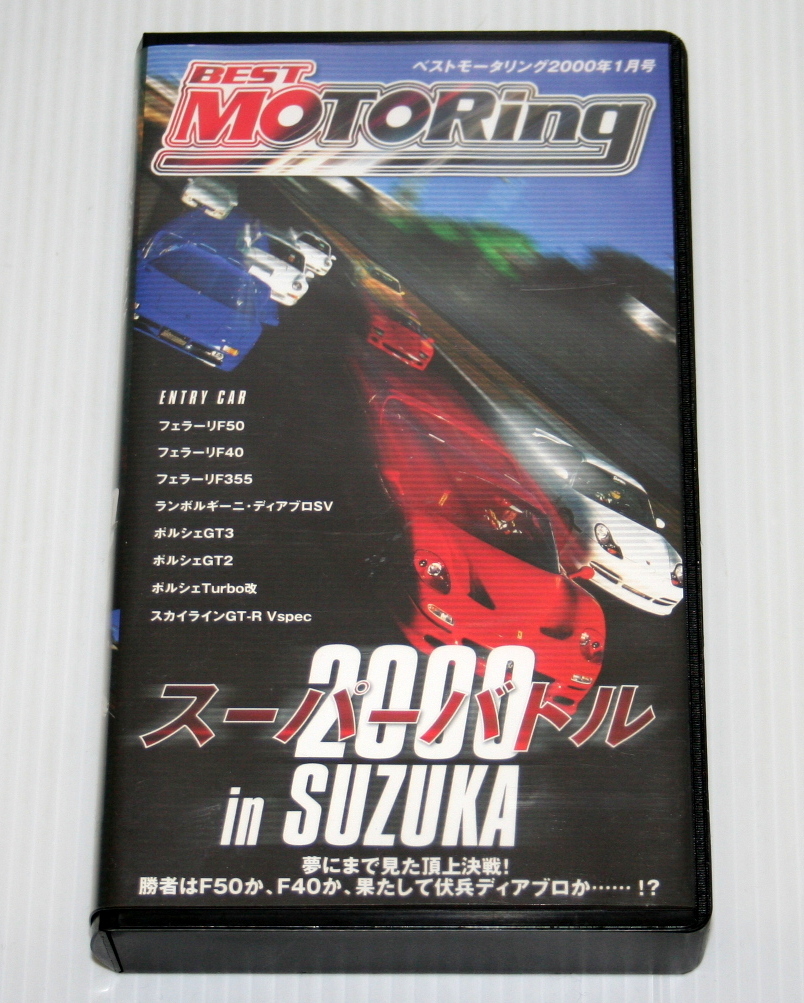 ベストモータリング2000年1月号
BEST
MOTORing
ENTRY CAR
フェラーリF50
フェラーリF40
フェラーリF355
ランボルギーニ・ディアブロSV
ポルシェGT3
ポルシェGT2
ポルシェTurbo改
スカイラインGT-R Vspec
2000
スーパーバトル
in SUZUKA
夢にまで見た頂上決戦!
勝者はF50か、F40か、果たして伏兵ディアブロか……!?